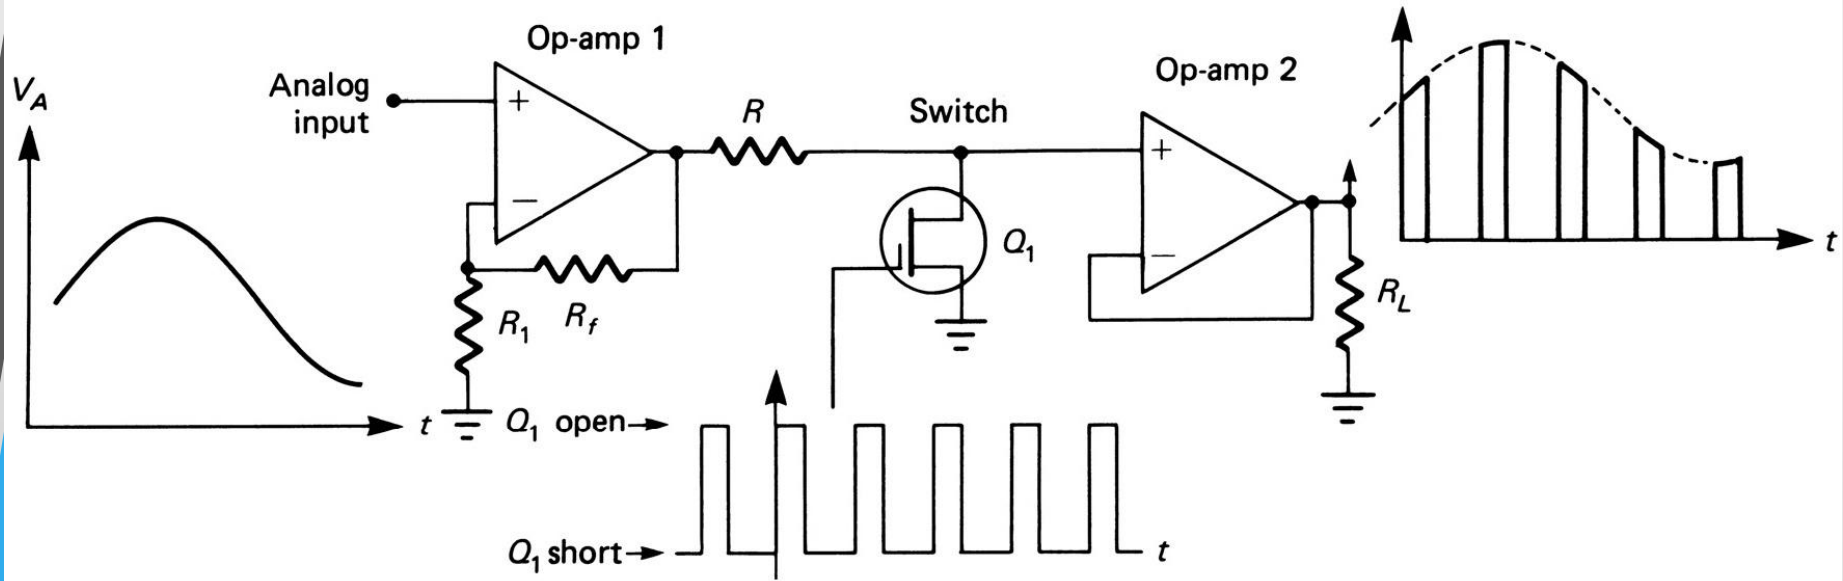 Op-amp 1
V_A
Analog
input
+
−
R
Switch
Op-amp 2
+
−
Q_1
R_1
R_f
R_L
t
t
Q_1 open
Q_1 short
t